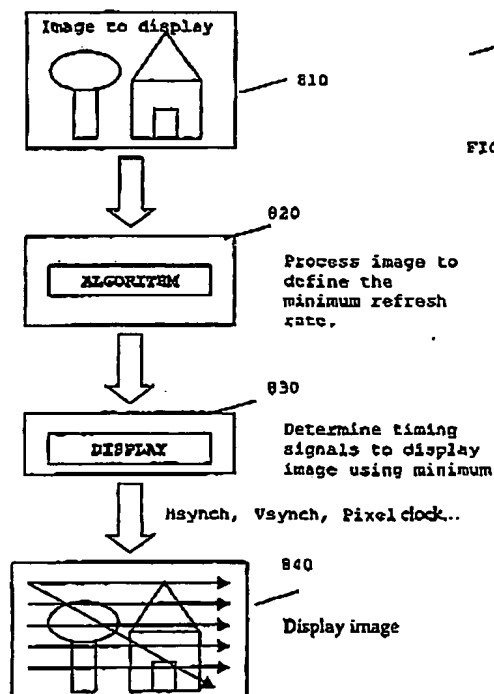 Image to display
810
FIG
820
ALGORITHM
Process image to
define the
minimum refresh
rate.
830
DISPLAY
Determine timing
signals to display
image using minimum
Hsynch, Vsynch, Pixel clock..
840
Display image